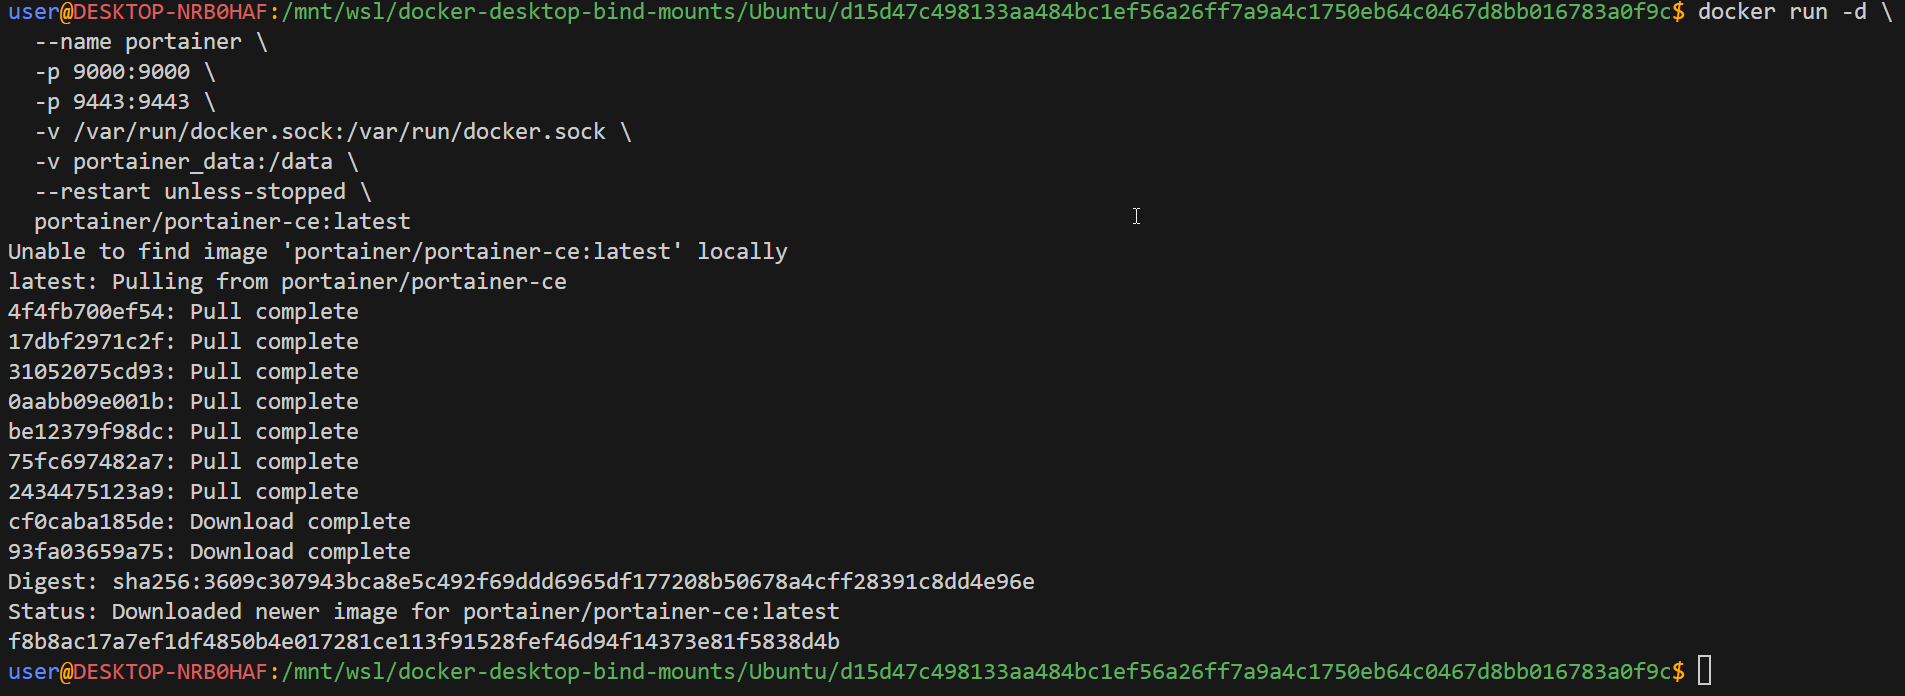 user@DESKTOP-NRB0HAF:/mnt/wsl/docker-desktop-bind-mounts/Ubuntu/d15d47c498133aa484bc1ef56a26ff7a9a4c1750eb64c0467d8bb016783a0f9c$ docker run -d \
  --name portainer \
  -p 9000:9000 \
  -p 9443:9443 \
  -v /var/run/docker.sock:/var/run/docker.sock \
  -v portainer_data:/data \
  --restart unless-stopped \
  portainer/portainer-ce:latest
Unable to find image 'portainer/portainer-ce:latest' locally
latest: Pulling from portainer/portainer-ce
4f4fb700ef54: Pull complete
17dbf2971c2f: Pull complete
31052075cd93: Pull complete
0aabb09e001b: Pull complete
be12379f98dc: Pull complete
75fc697482a7: Pull complete
2434475123a9: Pull complete
cf0caba185de: Download complete
93fa03659a75: Download complete
Digest: sha256:3609c307943bca8e5c492f69ddd6965df177208b50678a4cff28391c8dd4e96e
Status: Downloaded newer image for portainer/portainer-ce:latest
f8b8ac17a7ef1df4850b4e017281ce113f91528fef46d94f14373e81f5838d4b
user@DESKTOP-NRB0HAF:/mnt/wsl/docker-desktop-bind-mounts/Ubuntu/d15d47c498133aa484bc1ef56a26ff7a9a4c1750eb64c0467d8bb016783a0f9c$